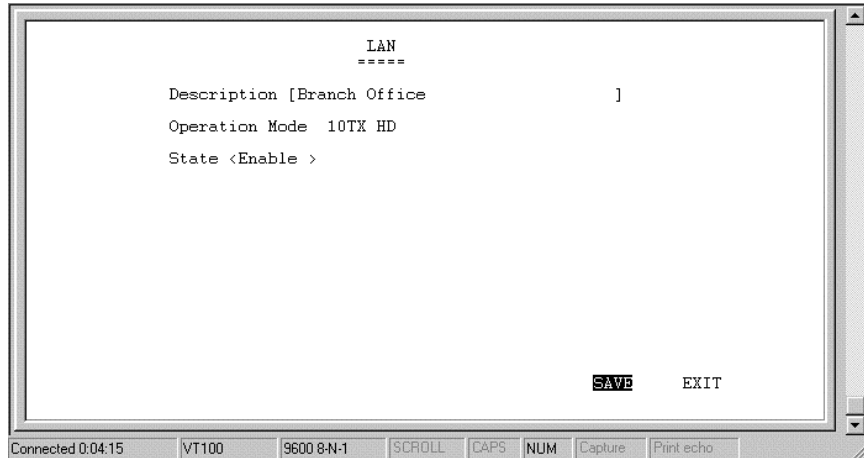 LAN
=====
Description [Branch Office ]
Operation Mode 10TX HD
State <Enable >
SAVE EXIT
Connected 0:04:15 VT100 9600 8-N-1 SCROLL CAPS NUM Capture Print echo